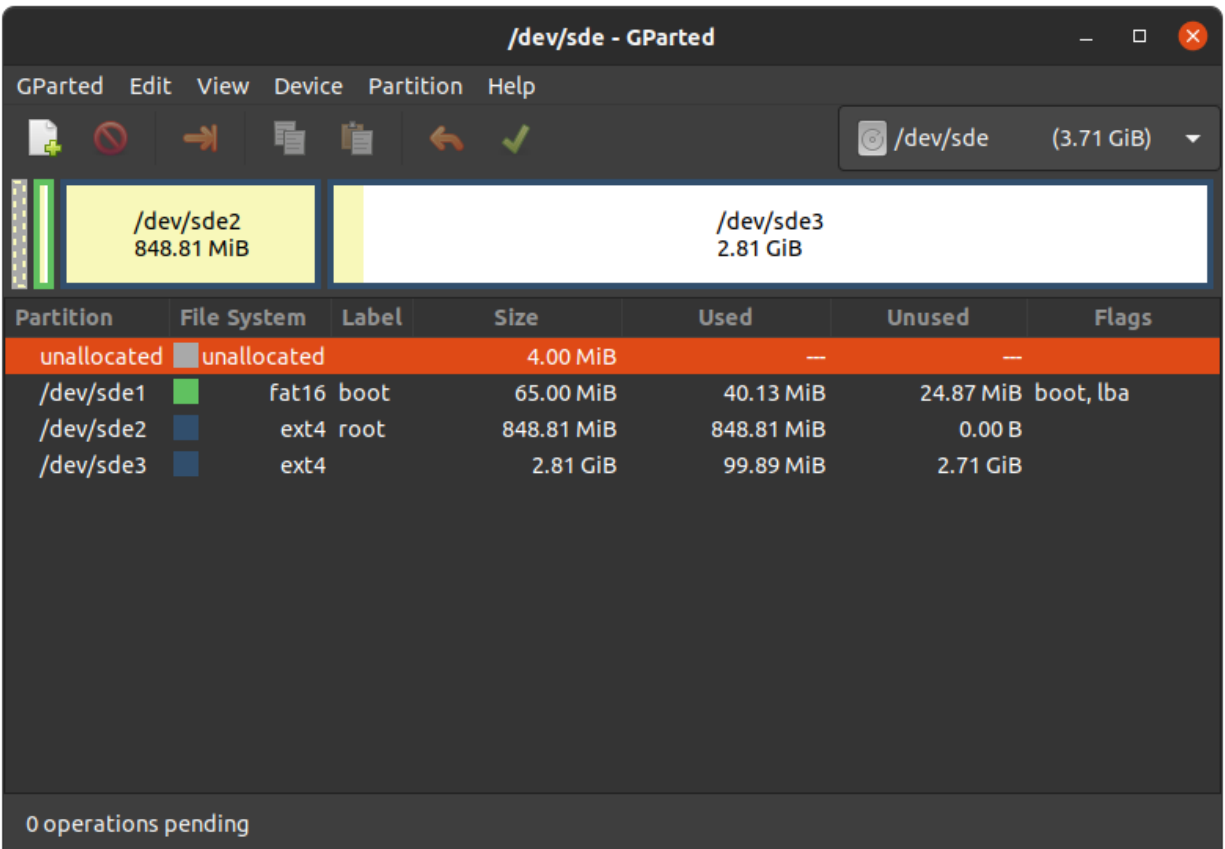 /dev/sde - GParted
GParted Edit View Device Partition Help
/dev/sde (3.71 GiB)
/dev/sde2
848.81 MiB
/dev/sde3
2.81 GiB
Partition File System Label Size Used Unused Flags
unallocated unallocated 4.00 MiB --- ---
/dev/sde1 fat16 boot 65.00 MiB 40.13 MiB 24.87 MiB boot, lba
/dev/sde2 ext4 root 848.81 MiB 848.81 MiB 0.00 B
/dev/sde3 ext4 2.81 GiB 99.89 MiB 2.71 GiB
0 operations pending